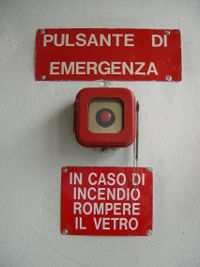 PULSANTE DI
EMERGENZA
IN CASO DI
INCENDIO
ROMPERE
IL VETRO